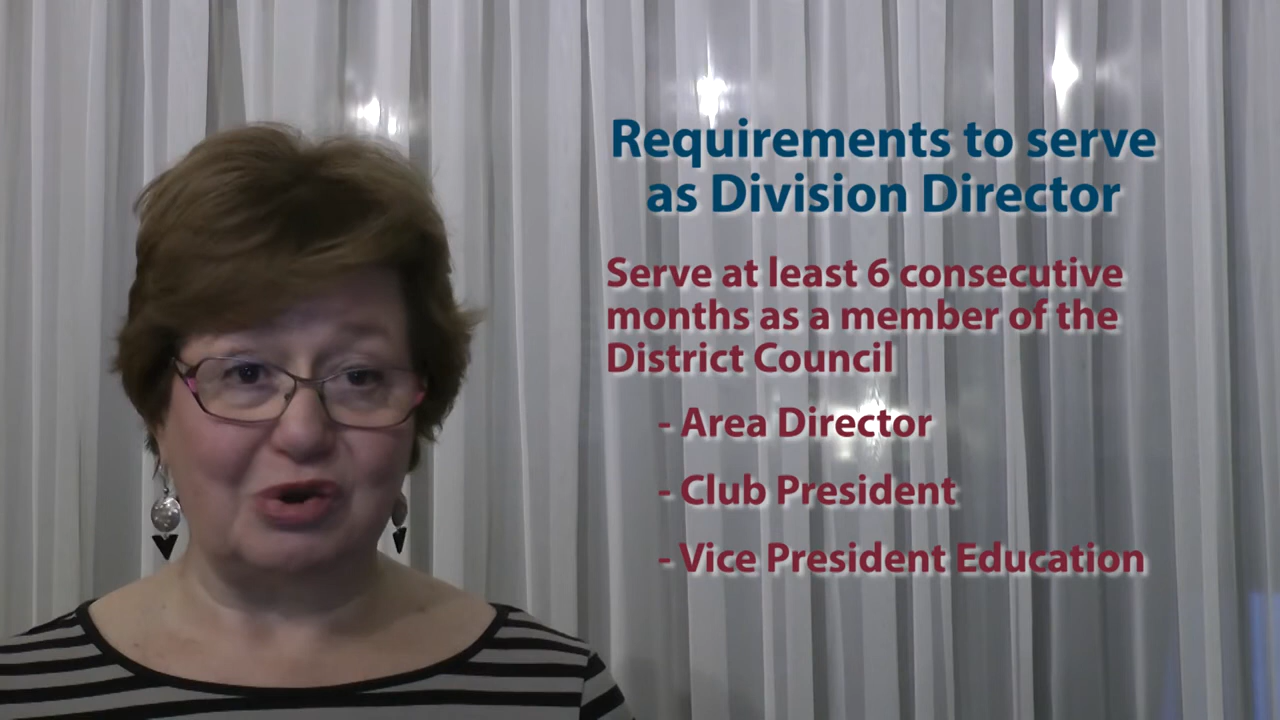 Requirements to serve
as Division Director
Serve at least 6 consecutive
months as a member of the
District Council
- Area Director
- Club President
- Vice President Education